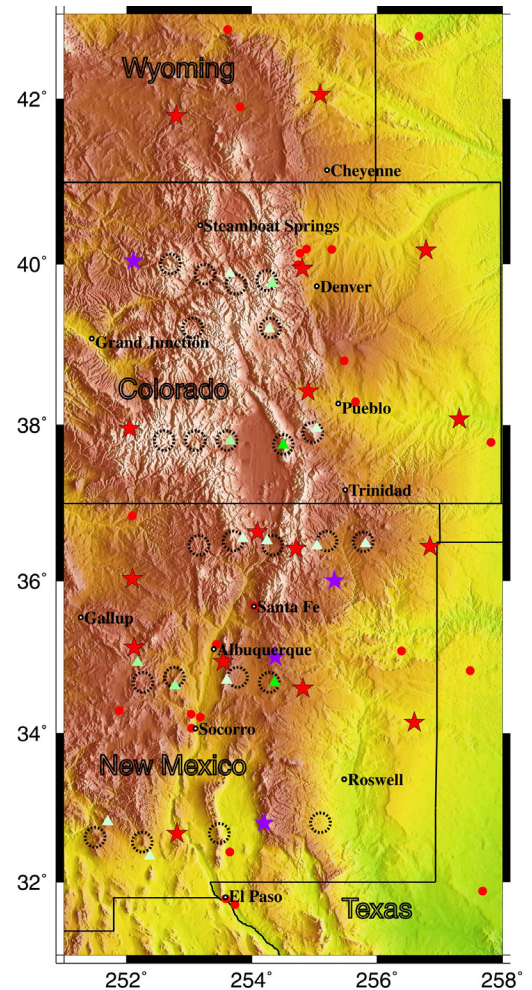 Wyoming
42°
Cheyenne
Steamboat Springs
40°
Denver
Grand Junction
Colorado
38°
Pueblo
Trinidad
36°
Santa Fe
Gallup
Albuquerque
34°
Socorro
New Mexico
Roswell
32°
El Paso
Texas
252° 254° 256° 258°